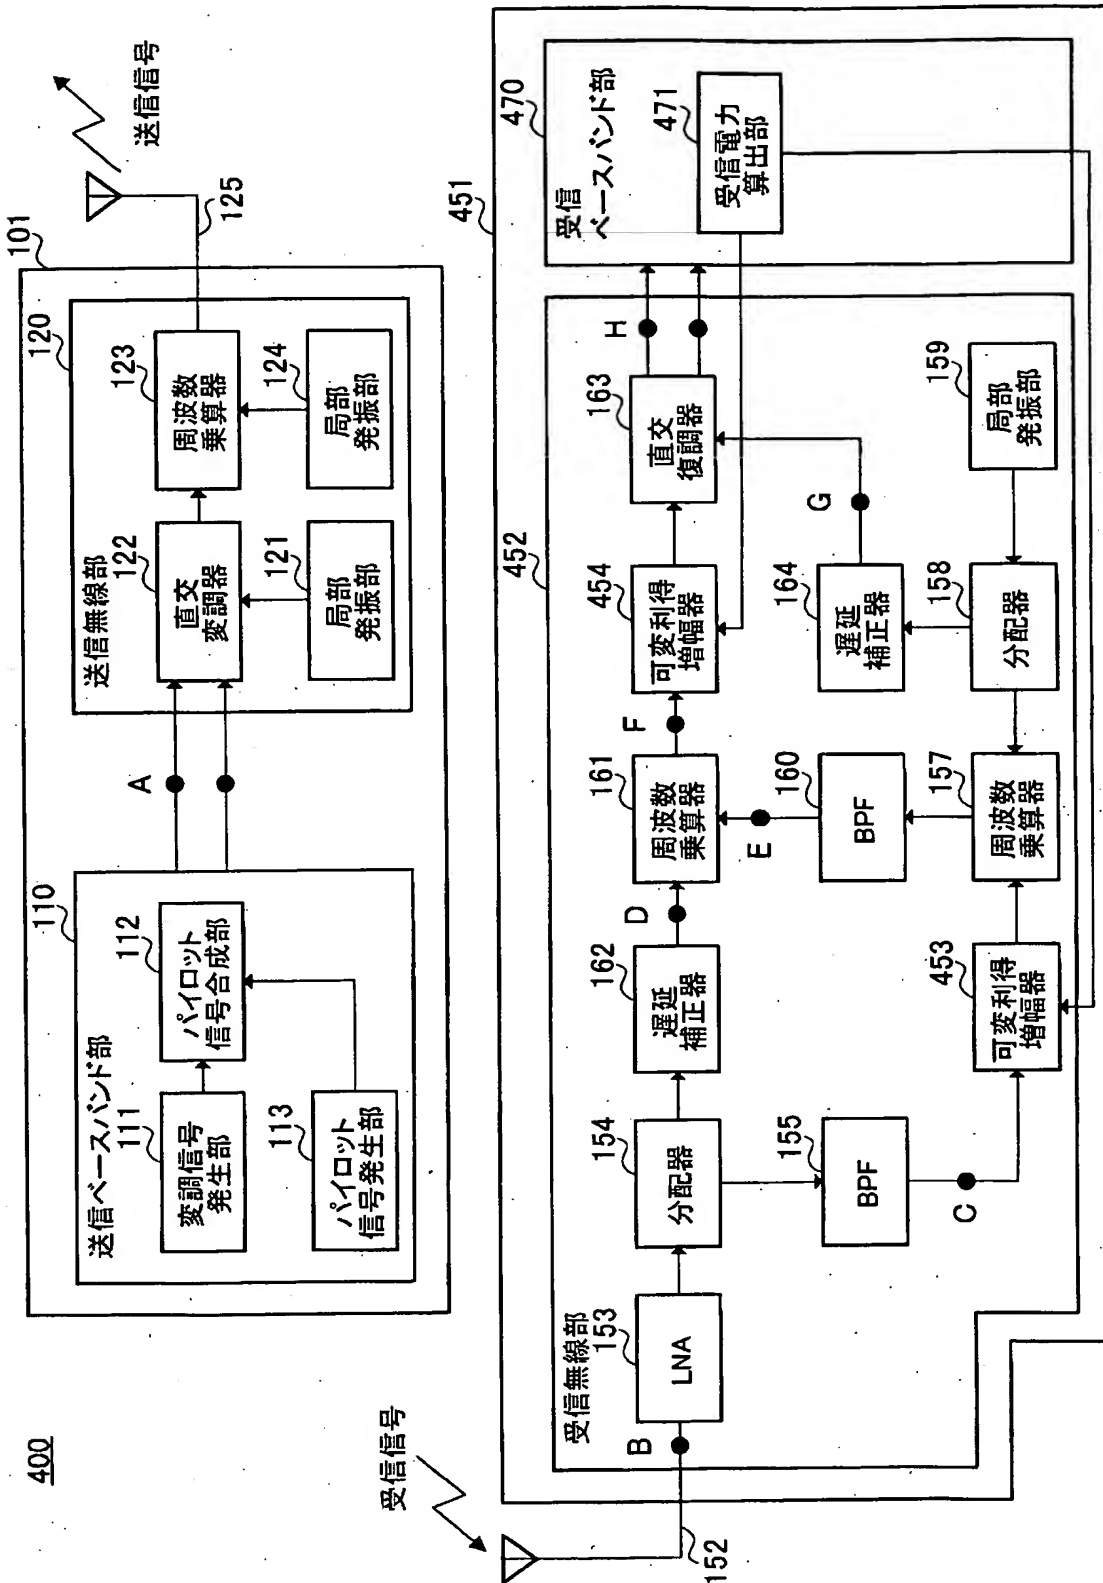 400
送信信号
101
110
送信ベースバンド部
111
変調信号
発生部
112
パイロット
信号合成部
113
パイロット
信号発生部
A
120
送信無線部
122
直交
変調器
123
周波数
乗算器
121
局部
発振部
124
局部
発振部
125
受信信号
152
451
452
受信無線部
B
153
LNA
154
分配器
162
遅延
補正器
D
161
周波数
乗算器
F
454
可変利得
増幅器
163
直交
復調器
H
155
BPF
C
E
160
BPF
164
遅延
補正器
G
453
可変利得
増幅器
157
周波数
乗算器
158
分配器
159
局部
発振部
470
受信
ベースバンド部
471
受信電力
算出部